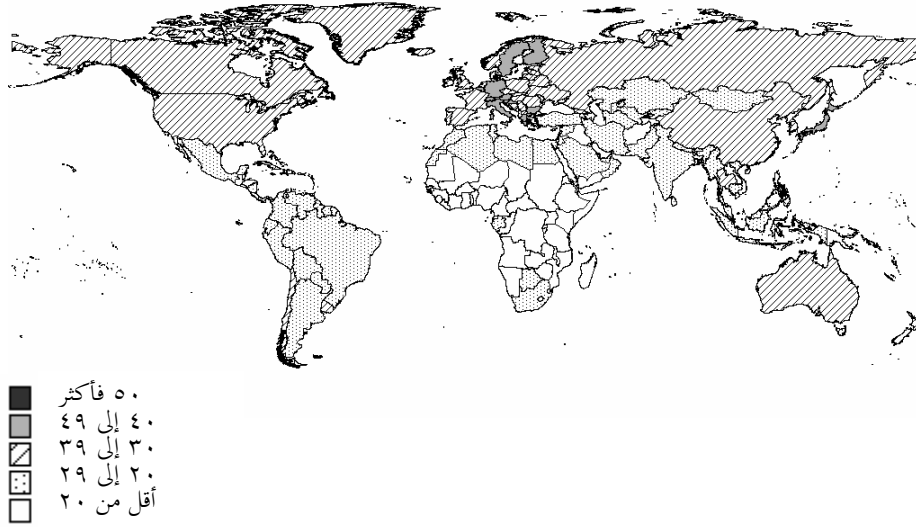 ٥٠ فأكثر
٤٠ إلى ٤٩
٣٠ إلى ٣٩
٢٠ إلى ٢٩
أقل من ٢٠